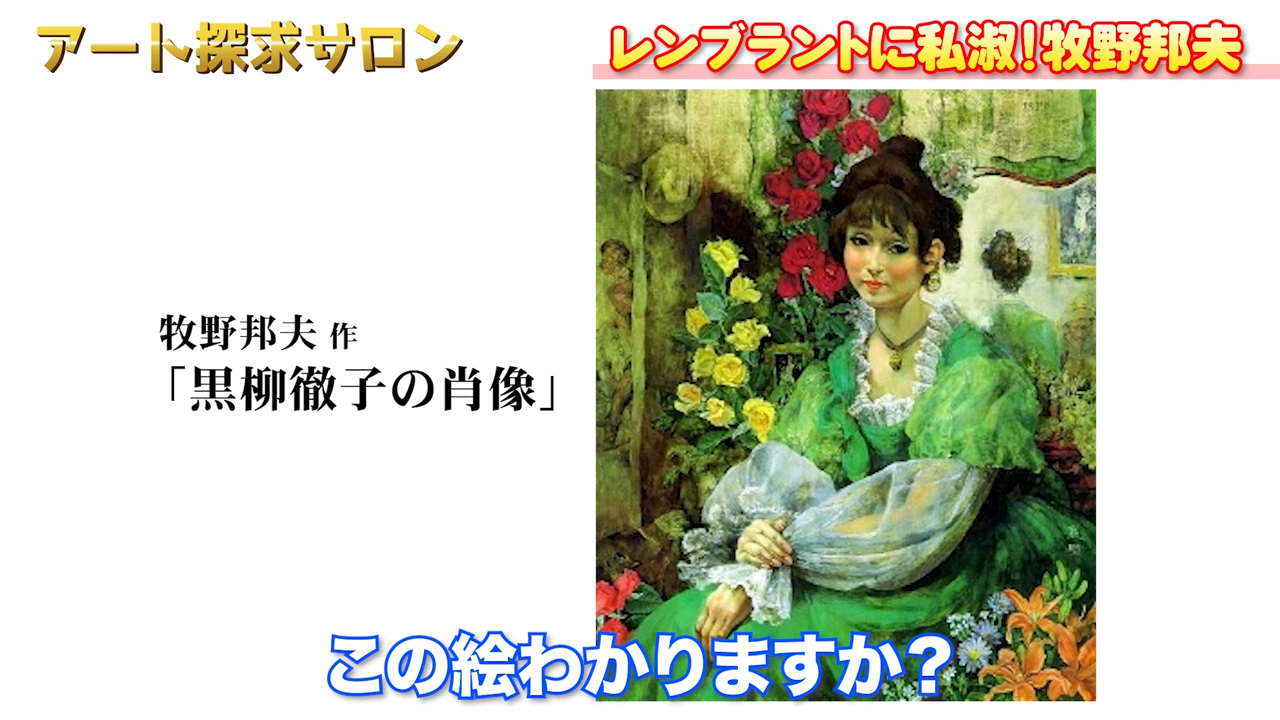 アート探求サロン
レンブラントに私淑!牧野邦夫
牧野邦夫 作
「黒柳徹子の肖像」
この絵わかりますか?